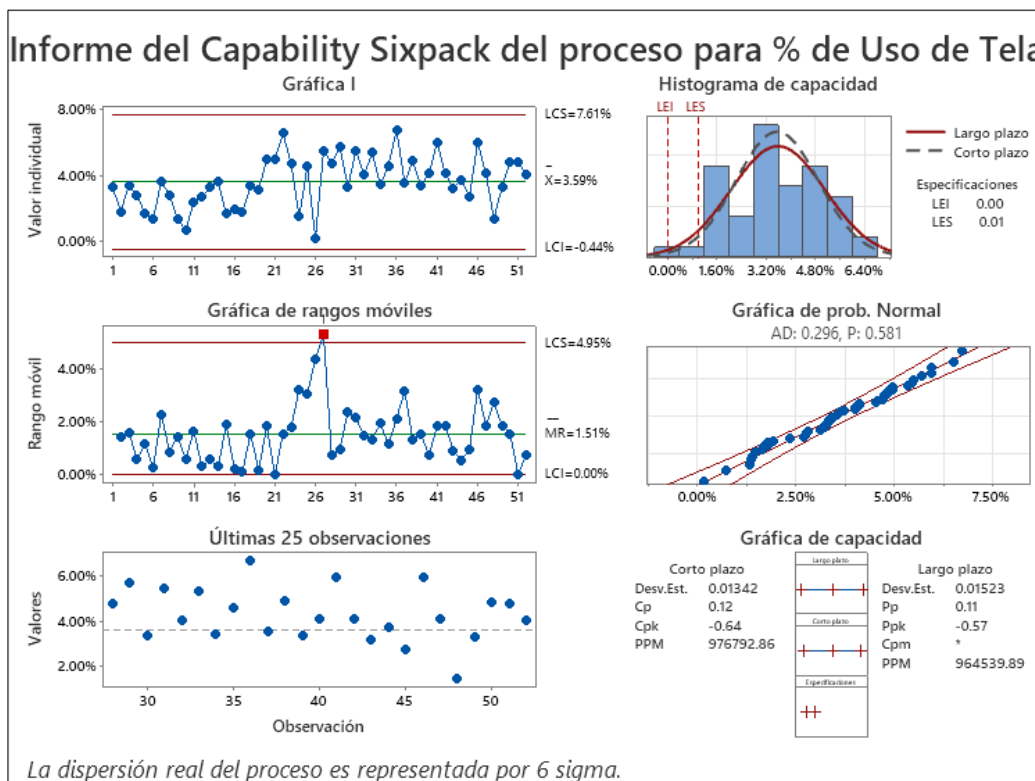 Informe del Capability Sixpack del proceso para % de Uso de Tela
Gráfica I
Valor individual
8.00%
4.00%
0.00%
1 6 11 16 21 26 31 36 41 46 51
LCS=7.61%
X=3.59%
LCI=-0.44%
Histograma de capacidad
LEI LES
0.00% 1.60% 3.20% 4.80% 6.40%
Largo plazo
Corto plazo
Especificaciones
LEI 0.00
LES 0.01
Gráfica de rangos móviles
Rango móvil
4.00%
2.00%
0.00%
1
1 6 11 16 21 26 31 36 41 46 51
LCS=4.95%
MR=1.51%
LCI=0.00%
Gráfica de prob. Normal
AD: 0.296, P: 0.581
0.00% 2.50% 5.00% 7.50%
Últimas 25 observaciones
Valores
6.00%
4.00%
2.00%
30 35 40 45 50
Observación
Gráfica de capacidad
Corto plazo
Desv.Est. 0.01342
Cp 0.12
Cpk -0.64
PPM 976792.86
Largo plazo
Corto plazo
Especificaciones
Largo plazo
Desv.Est. 0.01523
Pp 0.11
Ppk -0.57
Cpm *
PPM 964539.89
La dispersión real del proceso es representada por 6 sigma.